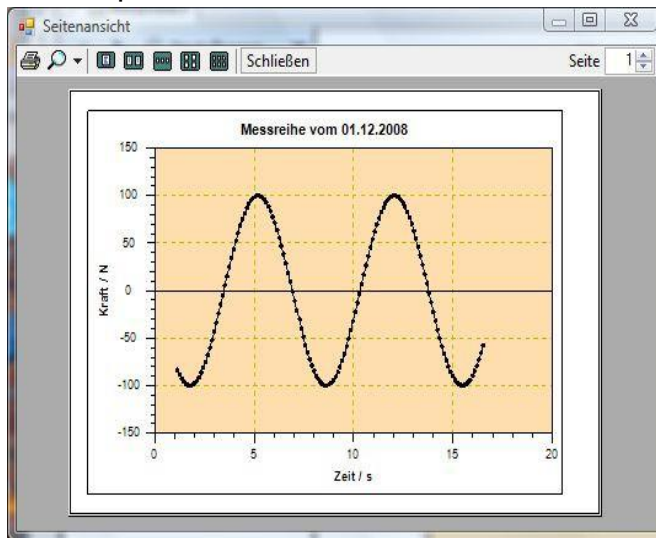 Seitenansicht
Schließen
Seite 1
Messreihe vom 01.12.2008
150
100
50
0
-50
-100
-150
Kraft / N
0 5 10 15 20
Zeit / s